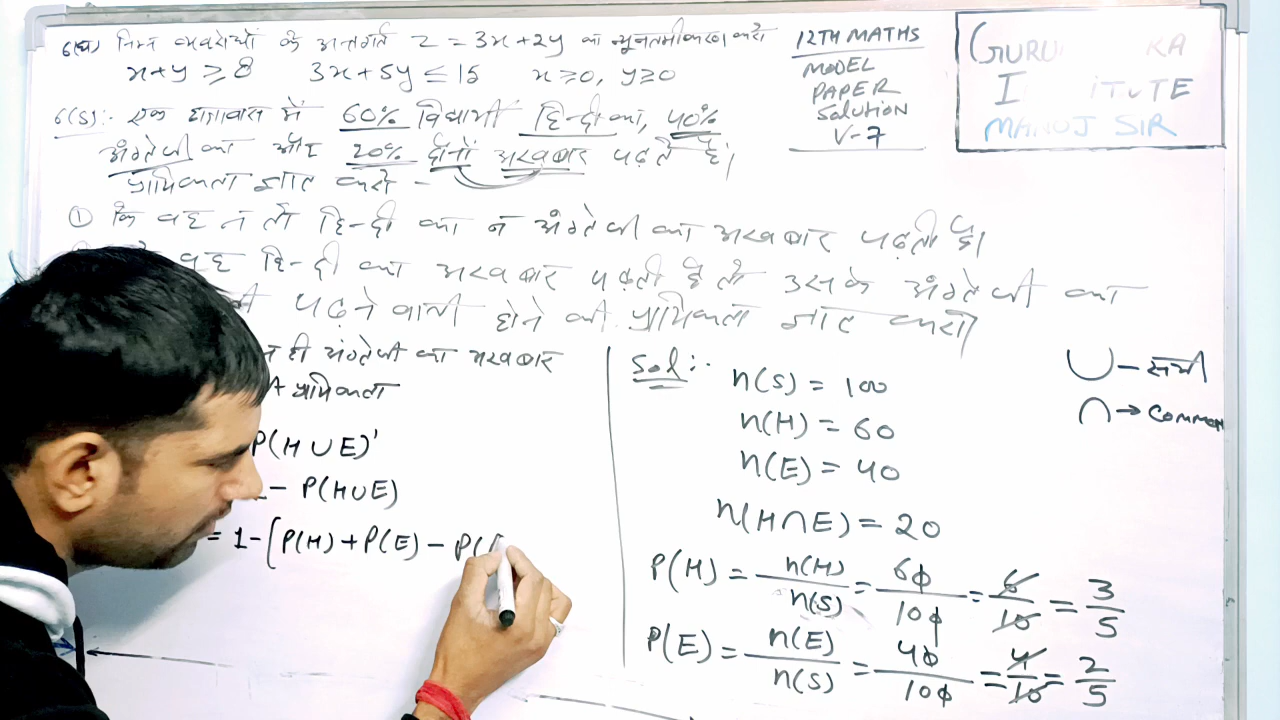 6(ब) निम्न व्यवरोधों के अन्तर्गत Z = 3x+2y का न्यूनतमीकरण करो
x+y ≥ 8 3x+5y ≤ 15 x≥0, y≥0
6(S):- एक छात्रावास में 60% विद्यार्थी हिन्दी का, 40%
अंग्रेजी का और 20% दोनों अखबार पढ़ते है।
प्रायिकता ज्ञात करो -
① कि वह न तो हिन्दी का न अंग्रेजी का अखबार पढ़ती है।
वह हिन्दी का अखबार पढ़ती है तो उसके अंग्रेजी का
पढ़ने वाली होने की प्रायिकता ज्ञात करो
12TH MATHS
MODEL
PAPER
Solution
V-7
GURU KA
I ITUTE
MANOJ SIR
न ही अंग्रेजी का अखबार
प्रायिकता
P(H∪E)'
- P(H∪E)
= 1-[P(H)+P(E)-P(
Sol:-
n(S) = 100
n(H) = 60
n(E) = 40
n(H∩E) = 20
P(H) = n(H)/n(S) = 60/100 = 6/10 = 3/5
P(E) = n(E)/n(S) = 40/100 = 4/10 = 2/5
∪ - सभी
∩ → COMMON